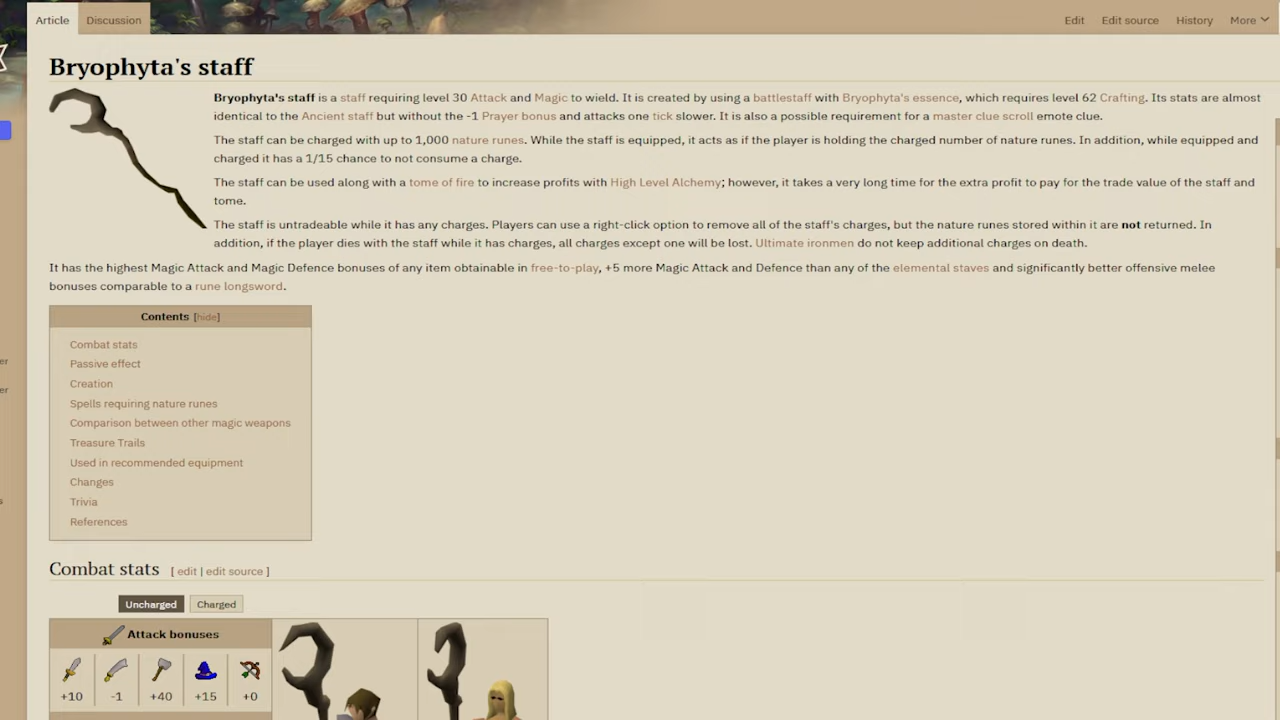 Article
Discussion
Edit
Edit source
History
More
Bryophyta's staff
Bryophyta's staff is a staff requiring level 30 Attack and Magic to wield. It is created by using a battlestaff with Bryophyta's essence, which requires level 62 Crafting. Its stats are almost
identical to the Ancient staff but without the -1 Prayer bonus and attacks one tick slower. It is also a possible requirement for a master clue scroll emote clue.
The staff can be charged with up to 1,000 nature runes. While the staff is equipped, it acts as if the player is holding the charged number of nature runes. In addition, while equipped and
charged it has a 1/15 chance to not consume a charge.
The staff can be used along with a tome of fire to increase profits with High Level Alchemy; however, it takes a very long time for the extra profit to pay for the trade value of the staff and
tome.
The staff is untradeable while it has any charges. Players can use a right-click option to remove all of the staff's charges, but the nature runes stored within it are not returned. In
addition, if the player dies with the staff while it has charges, all charges except one will be lost. Ultimate ironmen do not keep additional charges on death.
It has the highest Magic Attack and Magic Defence bonuses of any item obtainable in free-to-play, +5 more Magic Attack and Defence than any of the elemental staves and significantly better offensive melee
bonuses comparable to a rune longsword.
er
er
s
Contents [hide]
Combat stats
Passive effect
Creation
Spells requiring nature runes
Comparison between other magic weapons
Treasure Trails
Used in recommended equipment
Changes
Trivia
References
Combat stats [ edit | edit source ]
Uncharged
Charged
Attack bonuses
+10 -1 +40 +15 +0